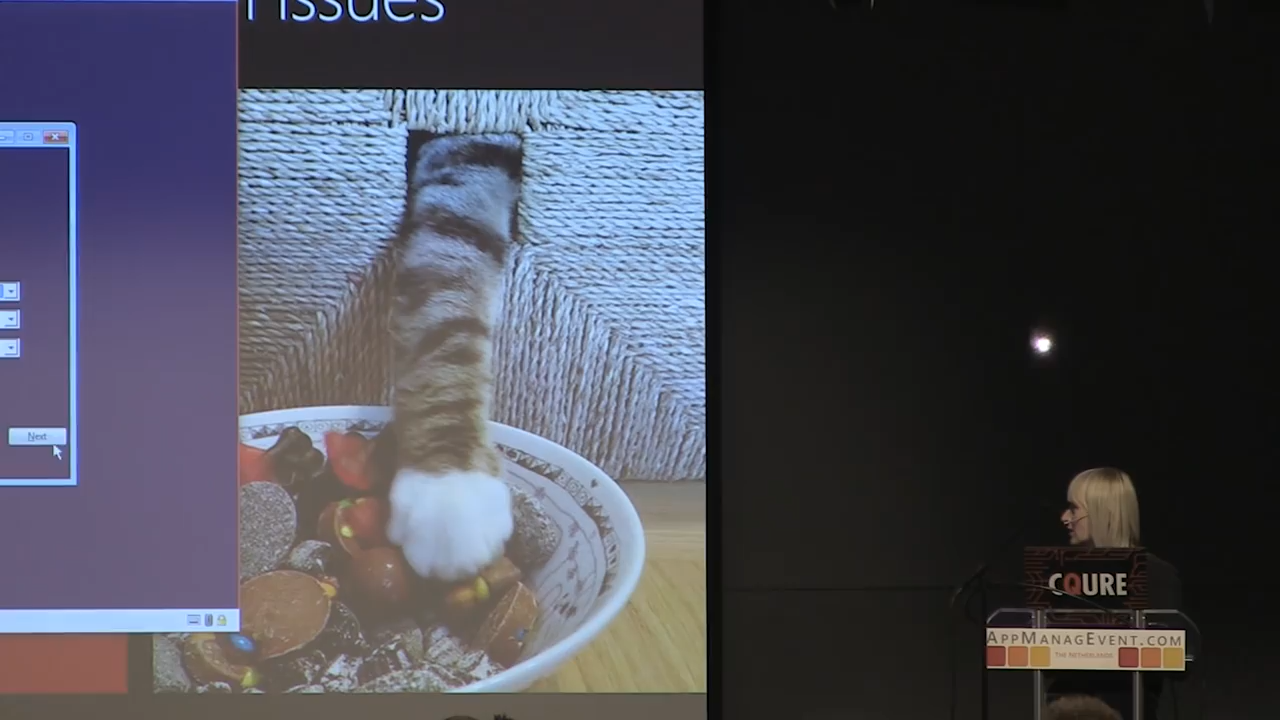 issues
Next
CQURE
APPMANAGEVENT.COM
THE NETHERLANDS